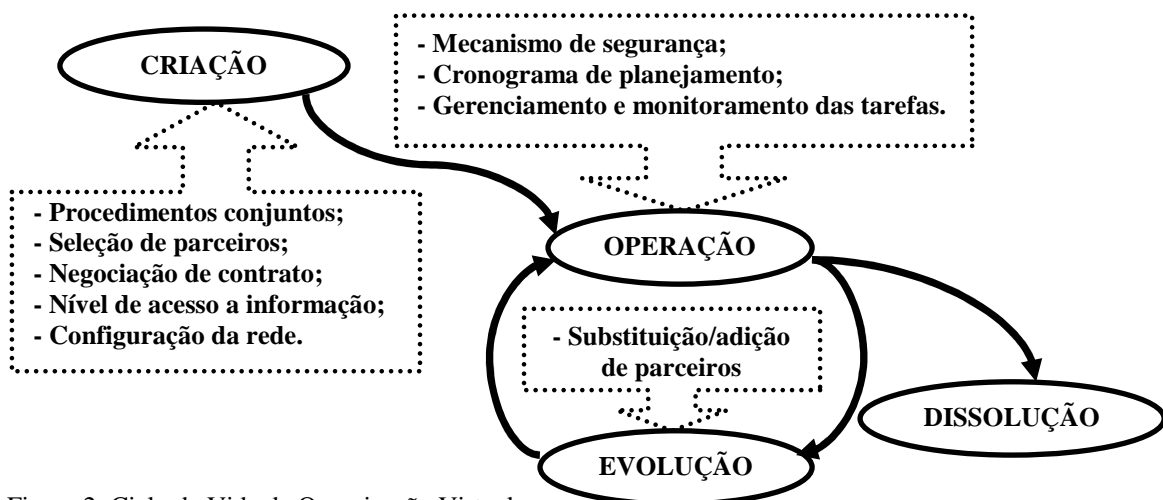 CRIAÇÃO
- Mecanismo de segurança;
- Cronograma de planejamento;
- Gerenciamento e monitoramento das tarefas.
- Procedimentos conjuntos;
- Seleção de parceiros;
- Negociação de contrato;
- Nível de acesso a informação;
- Configuração da rede.
OPERAÇÃO
- Substituição/adição
de parceiros
DISSOLUÇÃO
EVOLUÇÃO